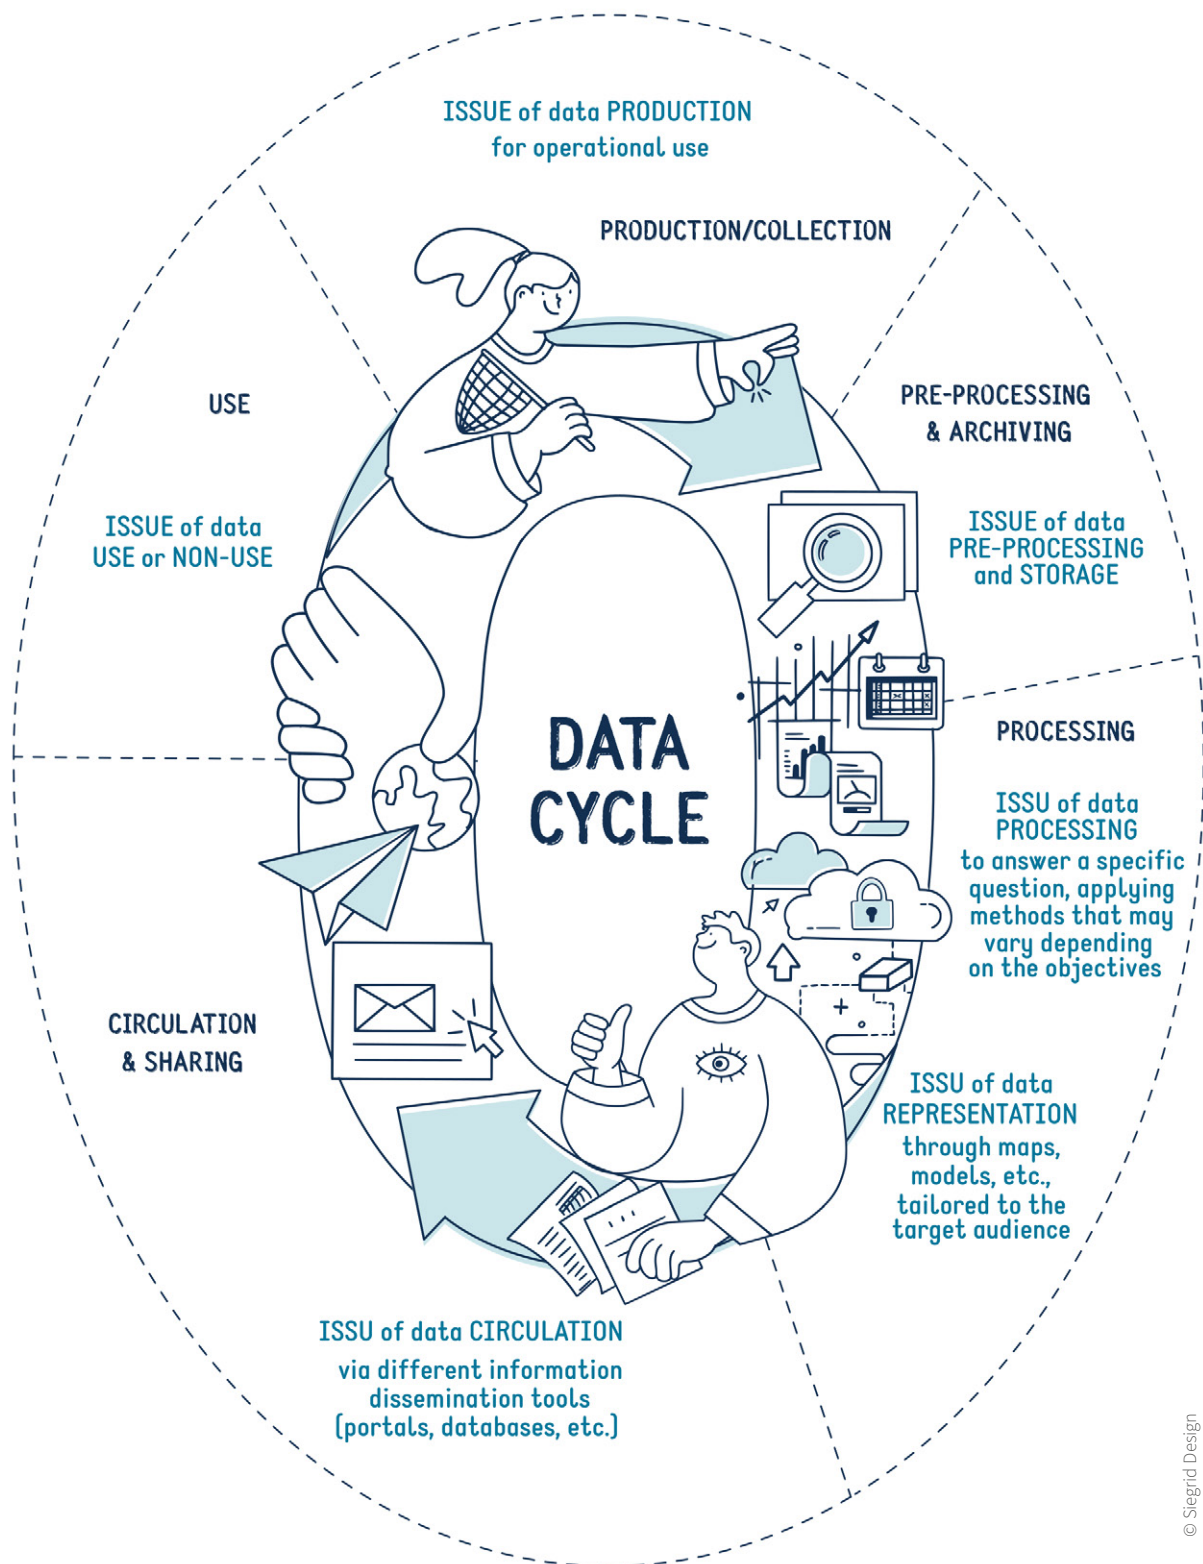 ISSUE of data PRODUCTION
for operational use
PRODUCTION/COLLECTION
PRE-PROCESSING
& ARCHIVING
ISSUE of data
PRE-PROCESSING
and STORAGE
PROCESSING
ISSU of data
PROCESSING
to answer a specific
question, applying
methods that may
vary depending
on the objectives
ISSU of data
REPRESENTATION
through maps,
models, etc.,
tailored to the
target audience
ISSU of data CIRCULATION
via different information
dissemination tools
(portals, databases, etc.)
CIRCULATION
& SHARING
USE
ISSUE of data
USE or NON-USE
DATA
CYCLE
© Siegrid Design